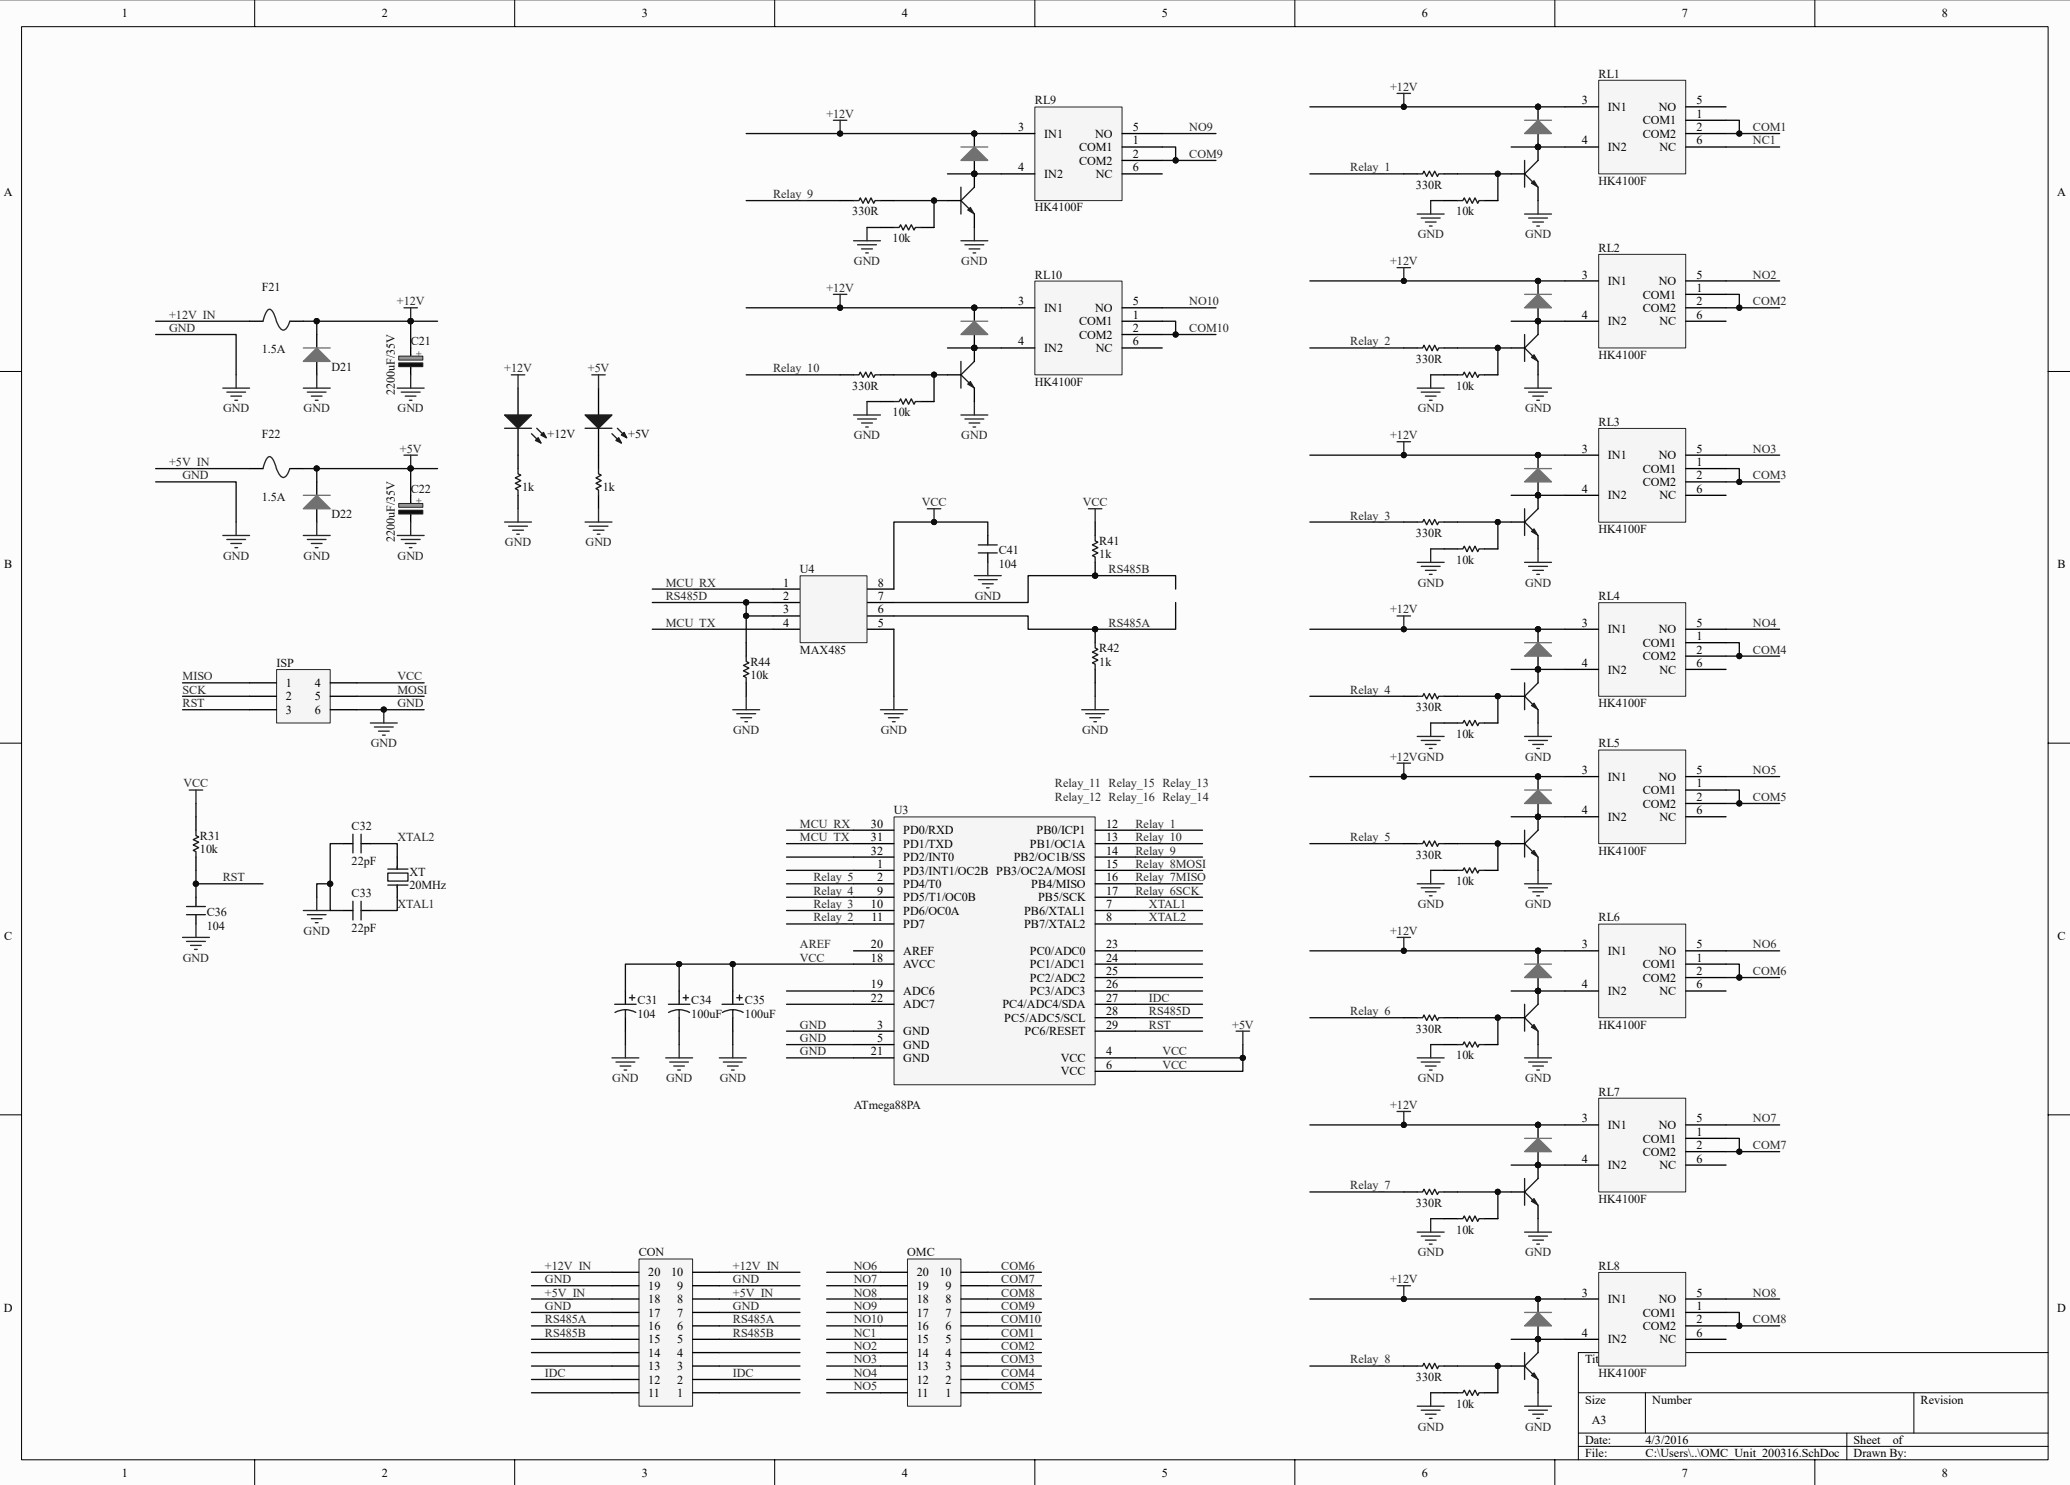 1 2 3 4 5 6 7 8
A
B
C
D
A
B
C
D
F21
+12V_IN
GND
1.5A
D21
+12V
C21
+
2200uF/35V
GND
GND
GND
F22
+5V_IN
GND
1.5A
D22
+5V
C22
+
2200uF/35V
GND
GND
GND
+12V
+12V
1k
GND
+5V
+5V
1k
GND
ISP
MISO 1 4 VCC
SCK 2 5 MOSI
RST 3 6 GND
GND
VCC
R31
10k
RST
C36
104
GND
C32
22pF
XTAL2
XT
20MHz
C33
22pF
XTAL1
GND
RL9
+12V
3 IN1 NO 5 NO9
COM1 1
COM2 2 COM9
4 IN2 NC 6
HK4100F
Relay_9
330R
10k
GND
GND
RL10
+12V
3 IN1 NO 5 NO10
COM1 1
COM2 2 COM10
4 IN2 NC 6
HK4100F
Relay_10
330R
10k
GND
GND
VCC
C41
104
GND
VCC
R41
1k
RS485B
U4
MCU_RX 1 8
RS485D 2 7
3 6
MCU_TX 4 5
MAX485
RS485A
R42
1k
R44
10k
GND
GND
GND
Relay_11 Relay_15 Relay_13
Relay_12 Relay_16 Relay_14
U3
MCU_RX 30 PD0/RXD PB0/ICP1 12 Relay_1
MCU_TX 31 PD1/TXD PB1/OC1A 13 Relay_10
32 PD2/INT0 PB2/OC1B/SS 14 Relay_9
1 PD3/INT1/OC2B PB3/OC2A/MOSI 15 Relay_8MOSI
Relay_5 2 PD4/T0 PB4/MISO 16 Relay_7MISO
Relay_4 9 PD5/T1/OC0B PB5/SCK 17 Relay_6SCK
Relay_3 10 PD6/OC0A PB6/XTAL1 7 XTAL1
Relay_2 11 PD7 PB7/XTAL2 8 XTAL2
AREF 20 AREF PC0/ADC0 23
VCC 18 AVCC PC1/ADC1 24
PC2/ADC2 25
19 ADC6 PC3/ADC3 26
22 ADC7 PC4/ADC4/SDA 27 IDC
PC5/ADC5/SCL 28 RS485D
GND 3 GND PC6/RESET 29 RST
GND 5 GND
GND 21 GND VCC 4 VCC
VCC 6 VCC
+5V
ATmega88PA
+ C31
104
+ C34
100uF
+ C35
100uF
GND
GND
GND
CON
+12V_IN 20 10 +12V_IN
GND 19 9 GND
+5V_IN 18 8 +5V_IN
GND 17 7 GND
RS485A 16 6 RS485A
RS485B 15 5 RS485B
14 4
13 3
IDC 12 2 IDC
11 1
OMC
NO6 20 10 COM6
NO7 19 9 COM7
NO8 18 8 COM8
NO9 17 7 COM9
NO10 16 6 COM10
NC1 15 5 COM1
NO2 14 4 COM2
NO3 13 3 COM3
NO4 12 2 COM4
NO5 11 1 COM5
RL1
+12V
3 IN1 NO 5
COM1 1
COM2 2 COM1
4 IN2 NC 6 NC1
HK4100F
Relay_1
330R
10k
GND
GND
RL2
+12V
3 IN1 NO 5 NO2
COM1 1
COM2 2 COM2
4 IN2 NC 6
HK4100F
Relay_2
330R
10k
GND
GND
RL3
+12V
3 IN1 NO 5 NO3
COM1 1
COM2 2 COM3
4 IN2 NC 6
HK4100F
Relay_3
330R
10k
GND
GND
RL4
+12V
3 IN1 NO 5 NO4
COM1 1
COM2 2 COM4
4 IN2 NC 6
HK4100F
Relay_4
330R
10k
GND
GND
RL5
+12V
3 IN1 NO 5 NO5
COM1 1
COM2 2 COM5
4 IN2 NC 6
HK4100F
Relay_5
330R
10k
GND
GND
RL6
+12V
3 IN1 NO 5 NO6
COM1 1
COM2 2 COM6
4 IN2 NC 6
HK4100F
Relay_6
330R
10k
GND
GND
RL7
+12V
3 IN1 NO 5 NO7
COM1 1
COM2 2 COM7
4 IN2 NC 6
HK4100F
Relay_7
330R
10k
GND
GND
RL8
+12V
3 IN1 NO 5 NO8
COM1 1
COM2 2 COM8
4 IN2 NC 6
HK4100F
Relay_8
330R
10k
GND
GND
Size Number Revision
A3
Date: 4/3/2016 Sheet of
File: C:\Users\..\OMC_Unit_200316.SchDoc Drawn By:
1 2 3 4 5 6 7 8